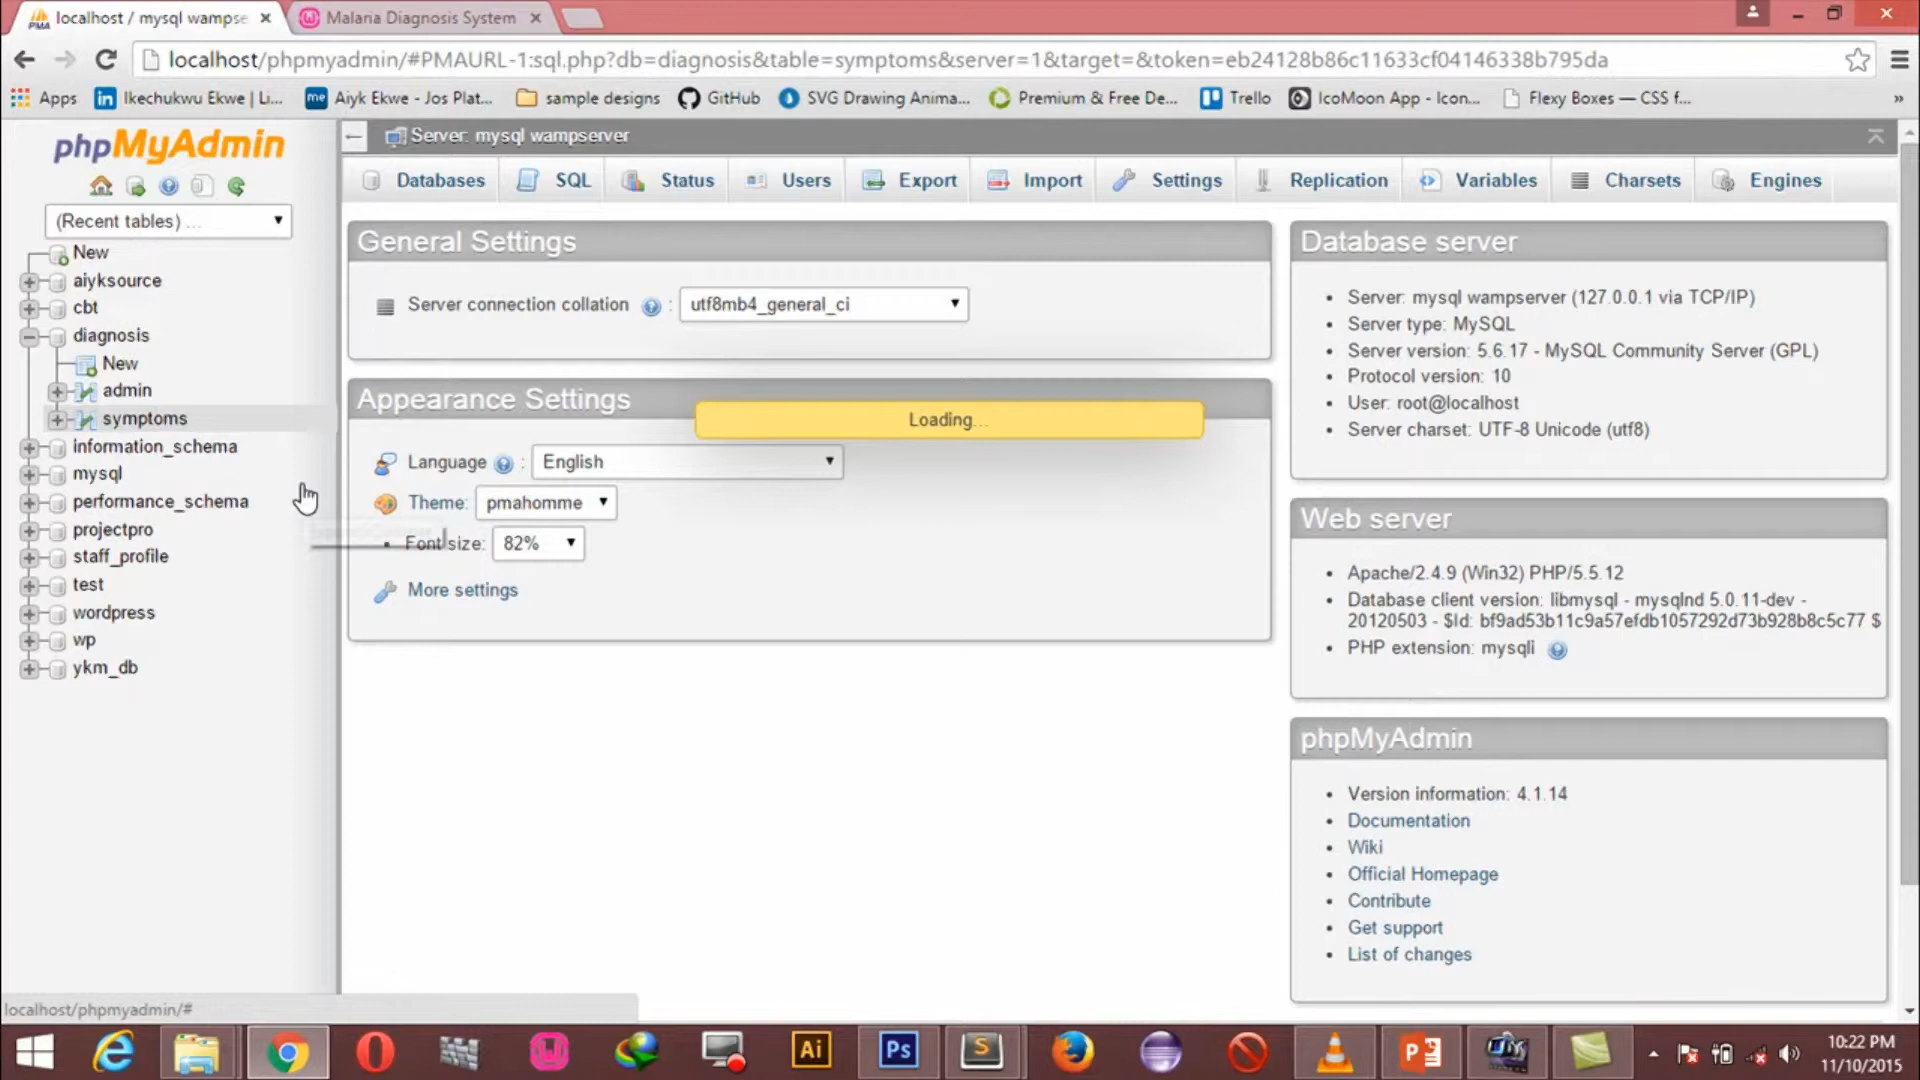 localhost / mysql wampse
Malaria Diagnosis System
localhost/phpmyadmin/#PMAURL-1:sql.php?db=diagnosis&table=symptoms&server=1&target=&token=eb24128b86c11633cf04146338b795da
Apps
Ikechukwu Ekwe | Li...
Aiyk Ekwe - Jos Plat...
sample designs
GitHub
SVG Drawing Anima...
Premium & Free De...
Trello
IcoMoon App - Icon...
Flexy Boxes — CSS f...
phpMyAdmin
(Recent tables) ...
New
aiyksource
cbt
diagnosis
New
admin
symptoms
information_schema
mysql
performance_schema
projectpro
staff_profile
test
wordpress
wp
ykm_db
Server: mysql wampserver
Databases
SQL
Status
Users
Export
Import
Settings
Replication
Variables
Charsets
Engines
General Settings
Server connection collation : utf8mb4_general_ci
Appearance Settings
Loading...
Language : English
Theme: pmahomme
Font size: 82%
More settings
Database server
Server: mysql wampserver (127.0.0.1 via TCP/IP)
Server type: MySQL
Server version: 5.6.17 - MySQL Community Server (GPL)
Protocol version: 10
User: root@localhost
Server charset: UTF-8 Unicode (utf8)
Web server
Apache/2.4.9 (Win32) PHP/5.5.12
Database client version: libmysql - mysqlnd 5.0.11-dev -
20120503 - $Id: bf9ad53b11c9a57efdb1057292d73b928b8c5c77 $
PHP extension: mysqli
phpMyAdmin
Version information: 4.1.14
Documentation
Wiki
Official Homepage
Contribute
Get support
List of changes
localhost/phpmyadmin/#
Ai
Ps
S
P
10:22 PM
11/10/2015